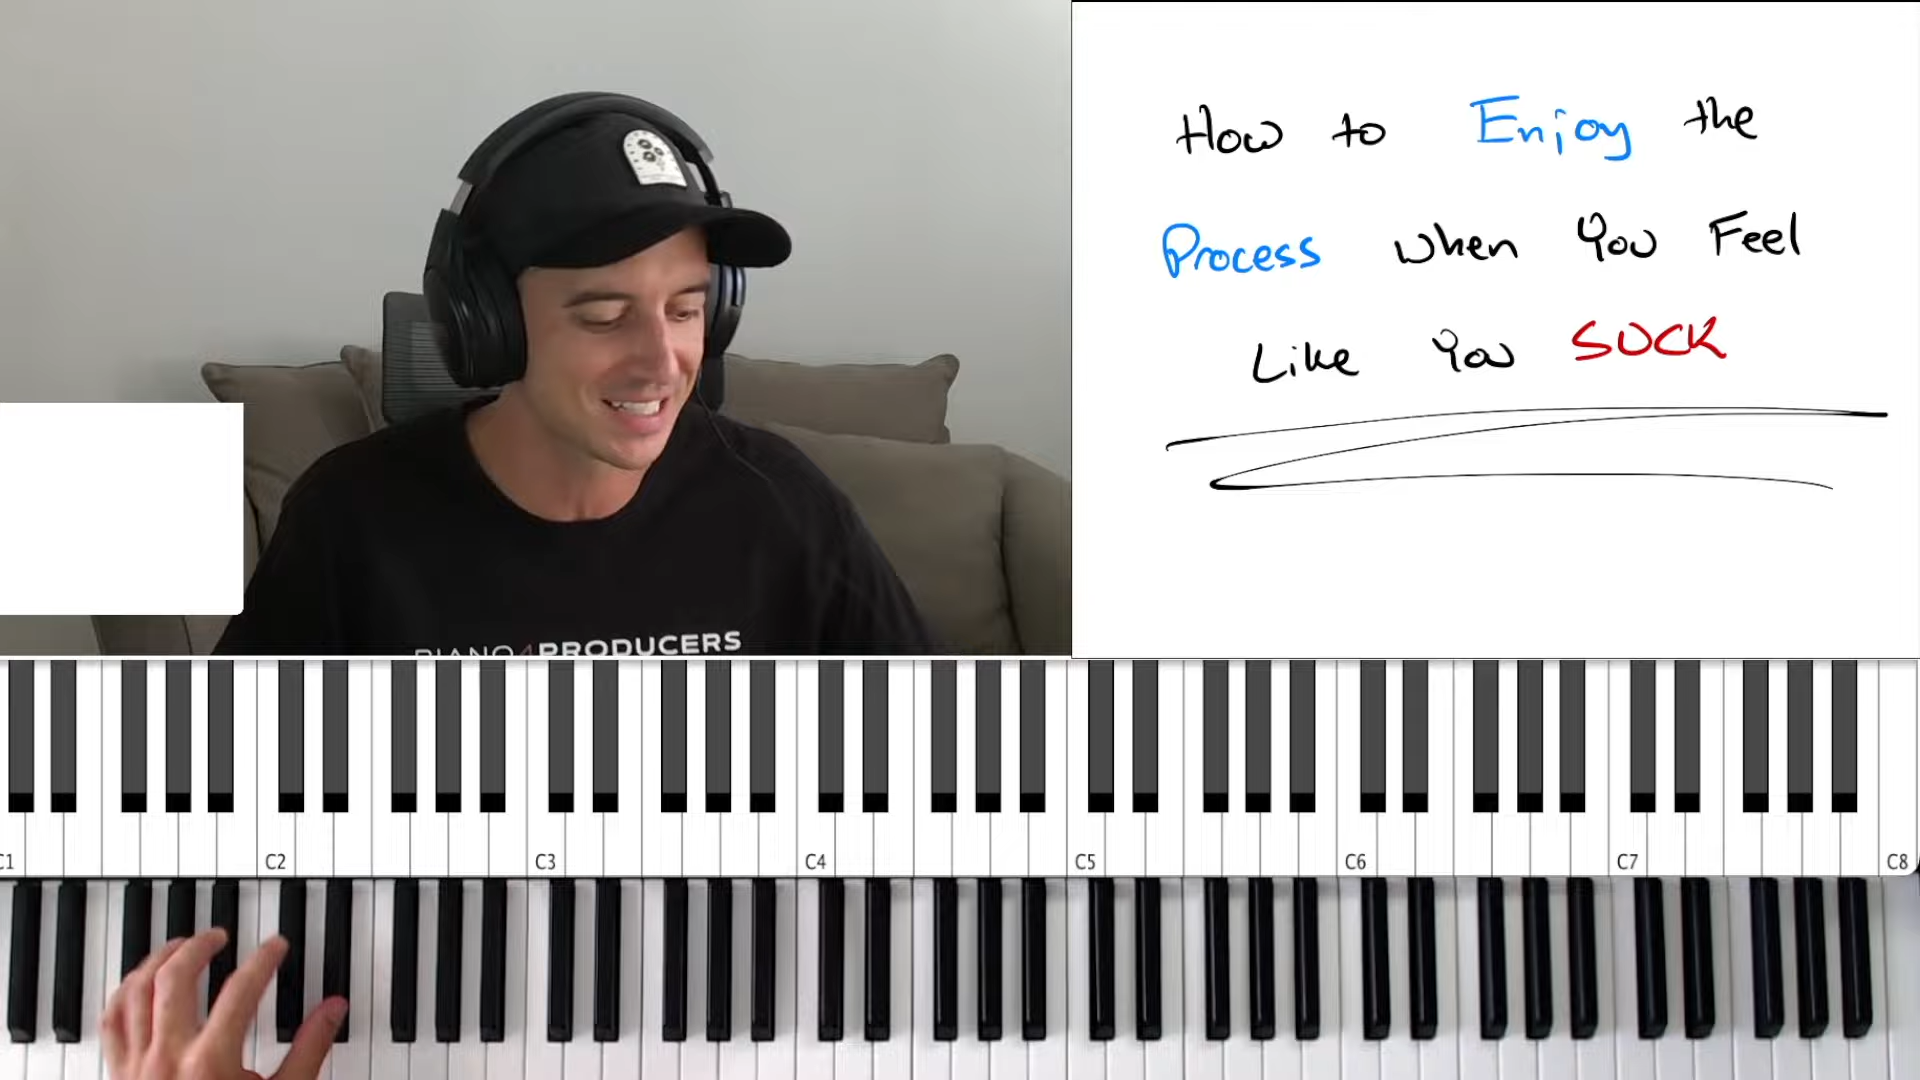 How to Enjoy the
Process when You Feel
Like You SUCK
PIANO4PRODUCERS
C1 C2 C3 C4 C5 C6 C7 C8